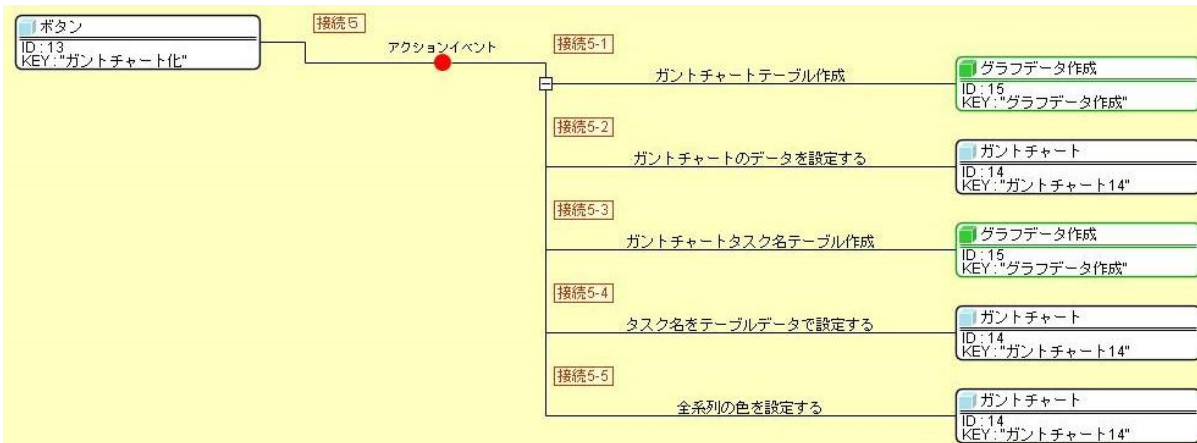 ボタン
ID : 13
KEY : "ガントチャート化"
接続５
アクションイベント
接続5-1
ガントチャートテーブル作成
グラフデータ作成
ID : 15
KEY : "グラフデータ作成"
接続5-2
ガントチャートのデータを設定する
ガントチャート
ID : 14
KEY : "ガントチャート14"
接続5-3
ガントチャートタスク名テーブル作成
グラフデータ作成
ID : 15
KEY : "グラフデータ作成"
接続5-4
タスク名をテーブルデータで設定する
ガントチャート
ID : 14
KEY : "ガントチャート14"
接続5-5
全系列の色を設定する
ガントチャート
ID : 14
KEY : "ガントチャート14"